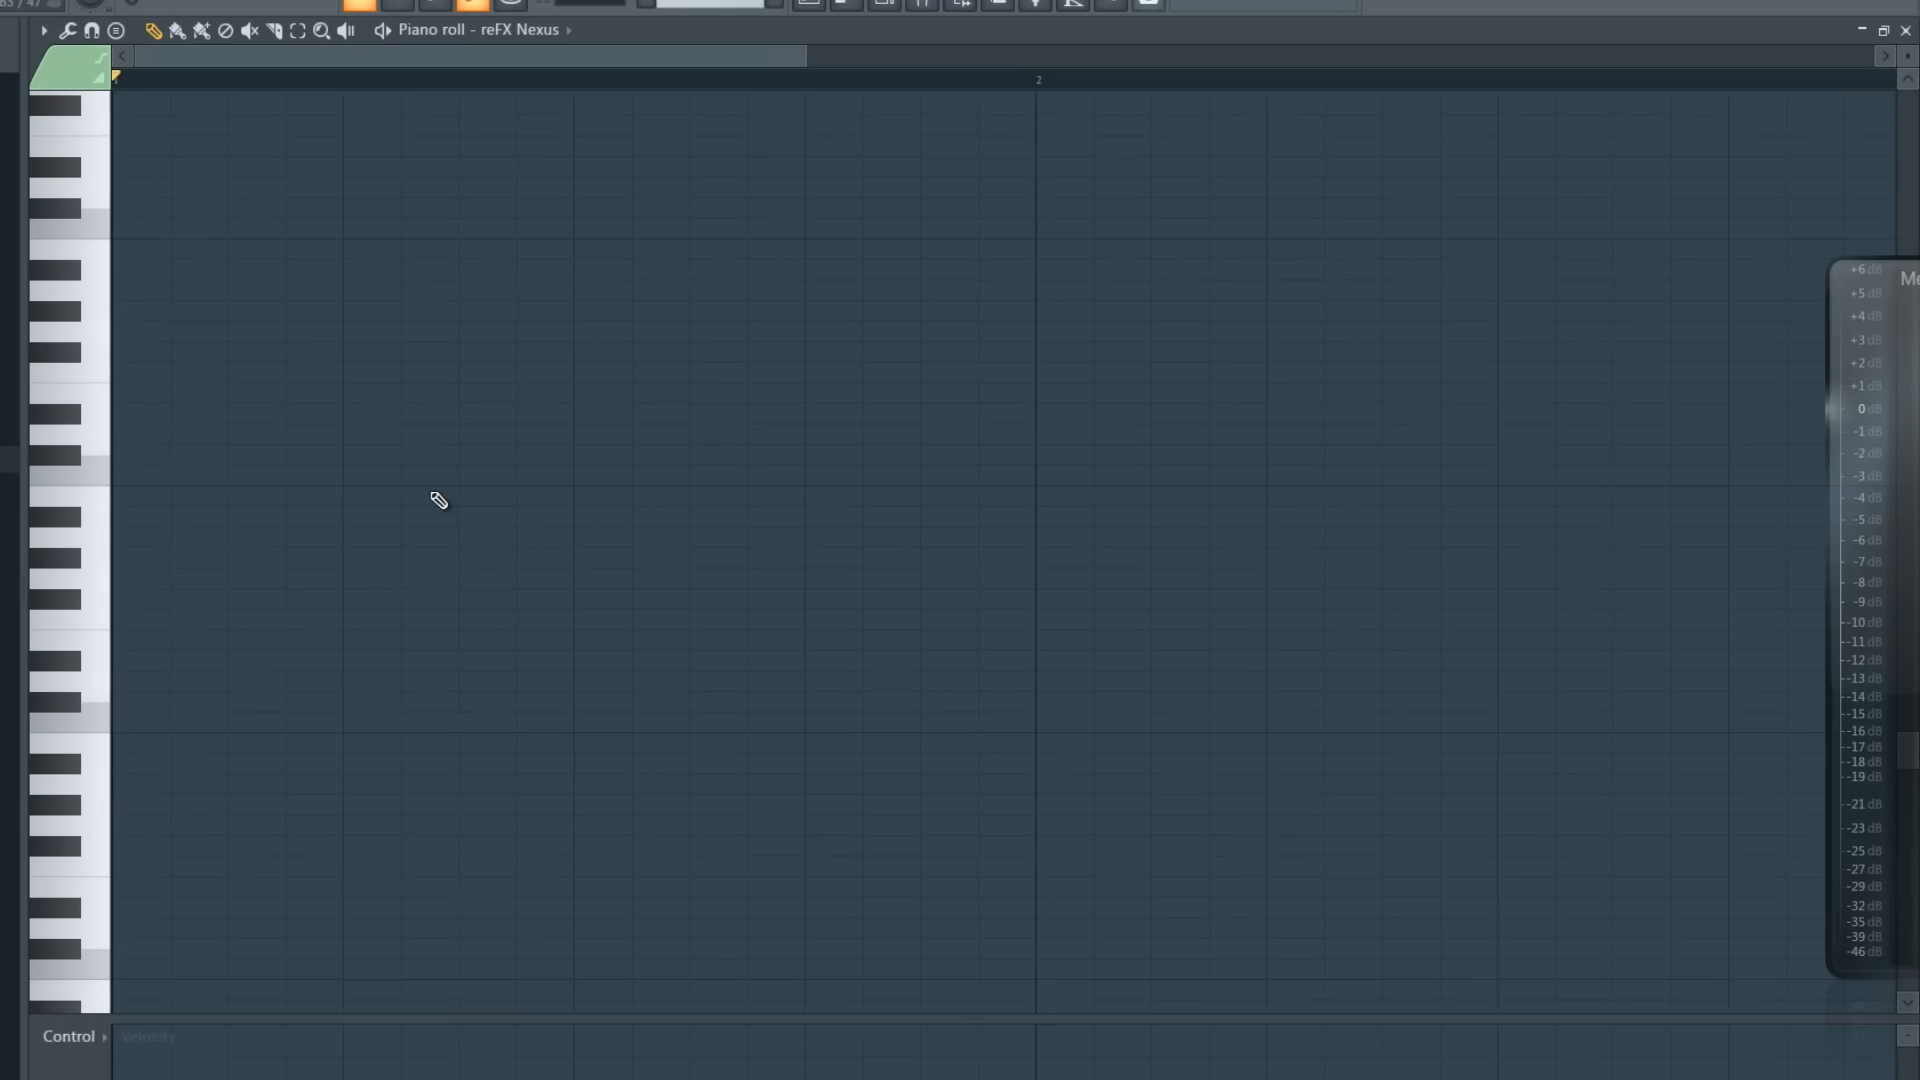 Piano roll - reFX Nexus
2
+6 dB
+5 dB
+4 dB
+3 dB
+2 dB
+1 dB
0 dB
-1 dB
-2 dB
-3 dB
-4 dB
-5 dB
-6 dB
-7 dB
-8 dB
-9 dB
-10 dB
-11 dB
-12 dB
-13 dB
-14 dB
-15 dB
-16 dB
-17 dB
-18 dB
-19 dB
-21 dB
-23 dB
-25 dB
-27 dB
-29 dB
-32 dB
-35 dB
-39 dB
-46 dB
Control
Velocity